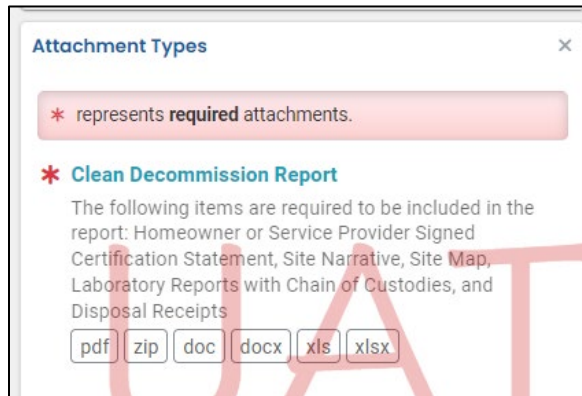 Attachment Types ×
* represents required attachments.
* Clean Decommission Report
The following items are required to be included in the
report: Homeowner or Service Provider Signed
Certification Statement, Site Narrative, Site Map,
Laboratory Reports with Chain of Custodies, and
Disposal Receipts
pdf zip doc docx xls xlsx
UAT